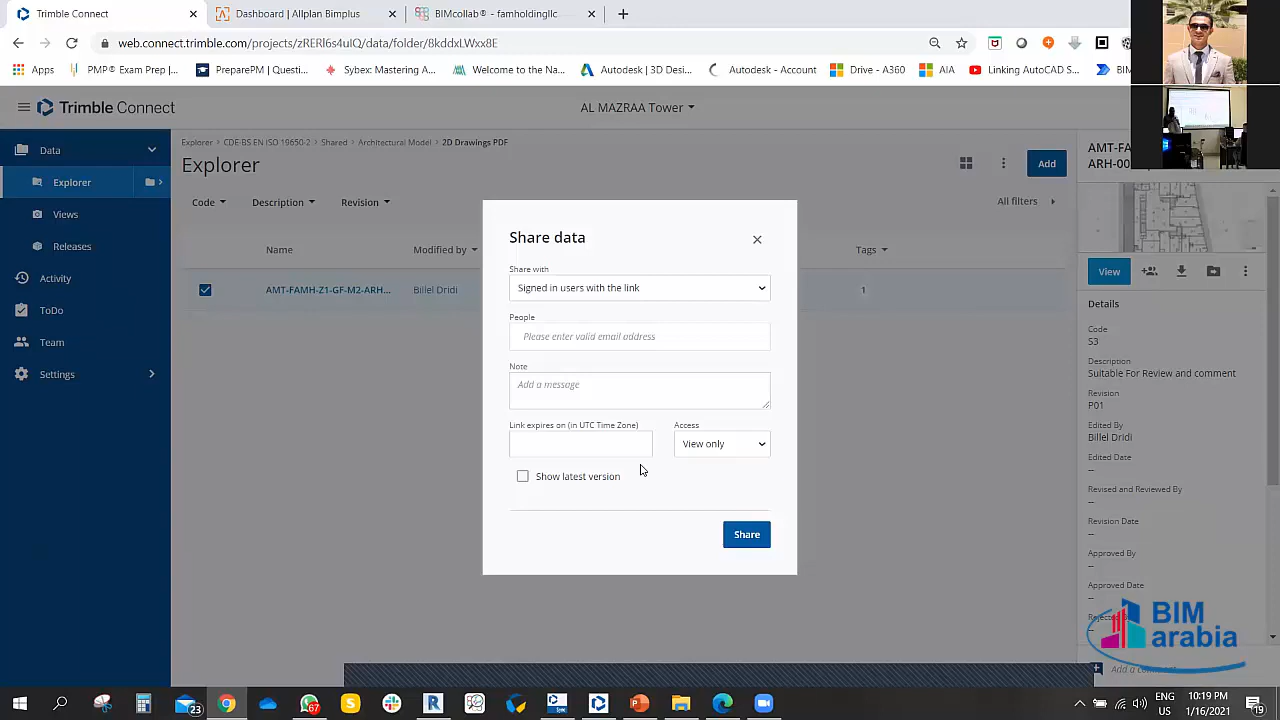 Trimble Connect
Dashboard | Allplan Bimplus
BIMcollab® - famholdingllc
web.connect.trimble.com/projects/zRERl6s4uIQ/data/folder/8kddxLWxx8E
Apps
PMP® Exam Prep |...
PreparePM | Questi...
Sybex Mastering ...
Welcome to the Na...
Autodesk | 3D Desi...
Autodesk - Account
Drive - A360
AIA
Linking AutoCAD S...
BIM
Trimble Connect
AL MAZRAA Tower
Data
Explorer
Views
Releases
Activity
ToDo
Team
Settings
Explorer > CDE-BS EN ISO 19650-2 > Shared > Architectural Model > 2D Drawings PDF
Explorer
Add
Code
Description
Revision
All filters
Name
Modified by
Tags
AMT-FAMH-Z1-GF-M2-ARH...
Billel Dridi
1
Share data
Share with
Signed in users with the link
People
Please enter valid email address
Note
Add a message
Link expires on (in UTC Time Zone)
Access
View only
Show latest version
Share
AMT-FA
ARH-00
View
Details
Code
S3
Description
Suitable For Review and comment
Revision
P01
Edited By
Billel Dridi
Edited Date
--
Revised and Reviewed By
--
Revision Date
--
Approved By
--
Approved Date
--
Add a comment
BIM
arabia
23
67
ENG
US
10:19 PM
1/16/2021
19